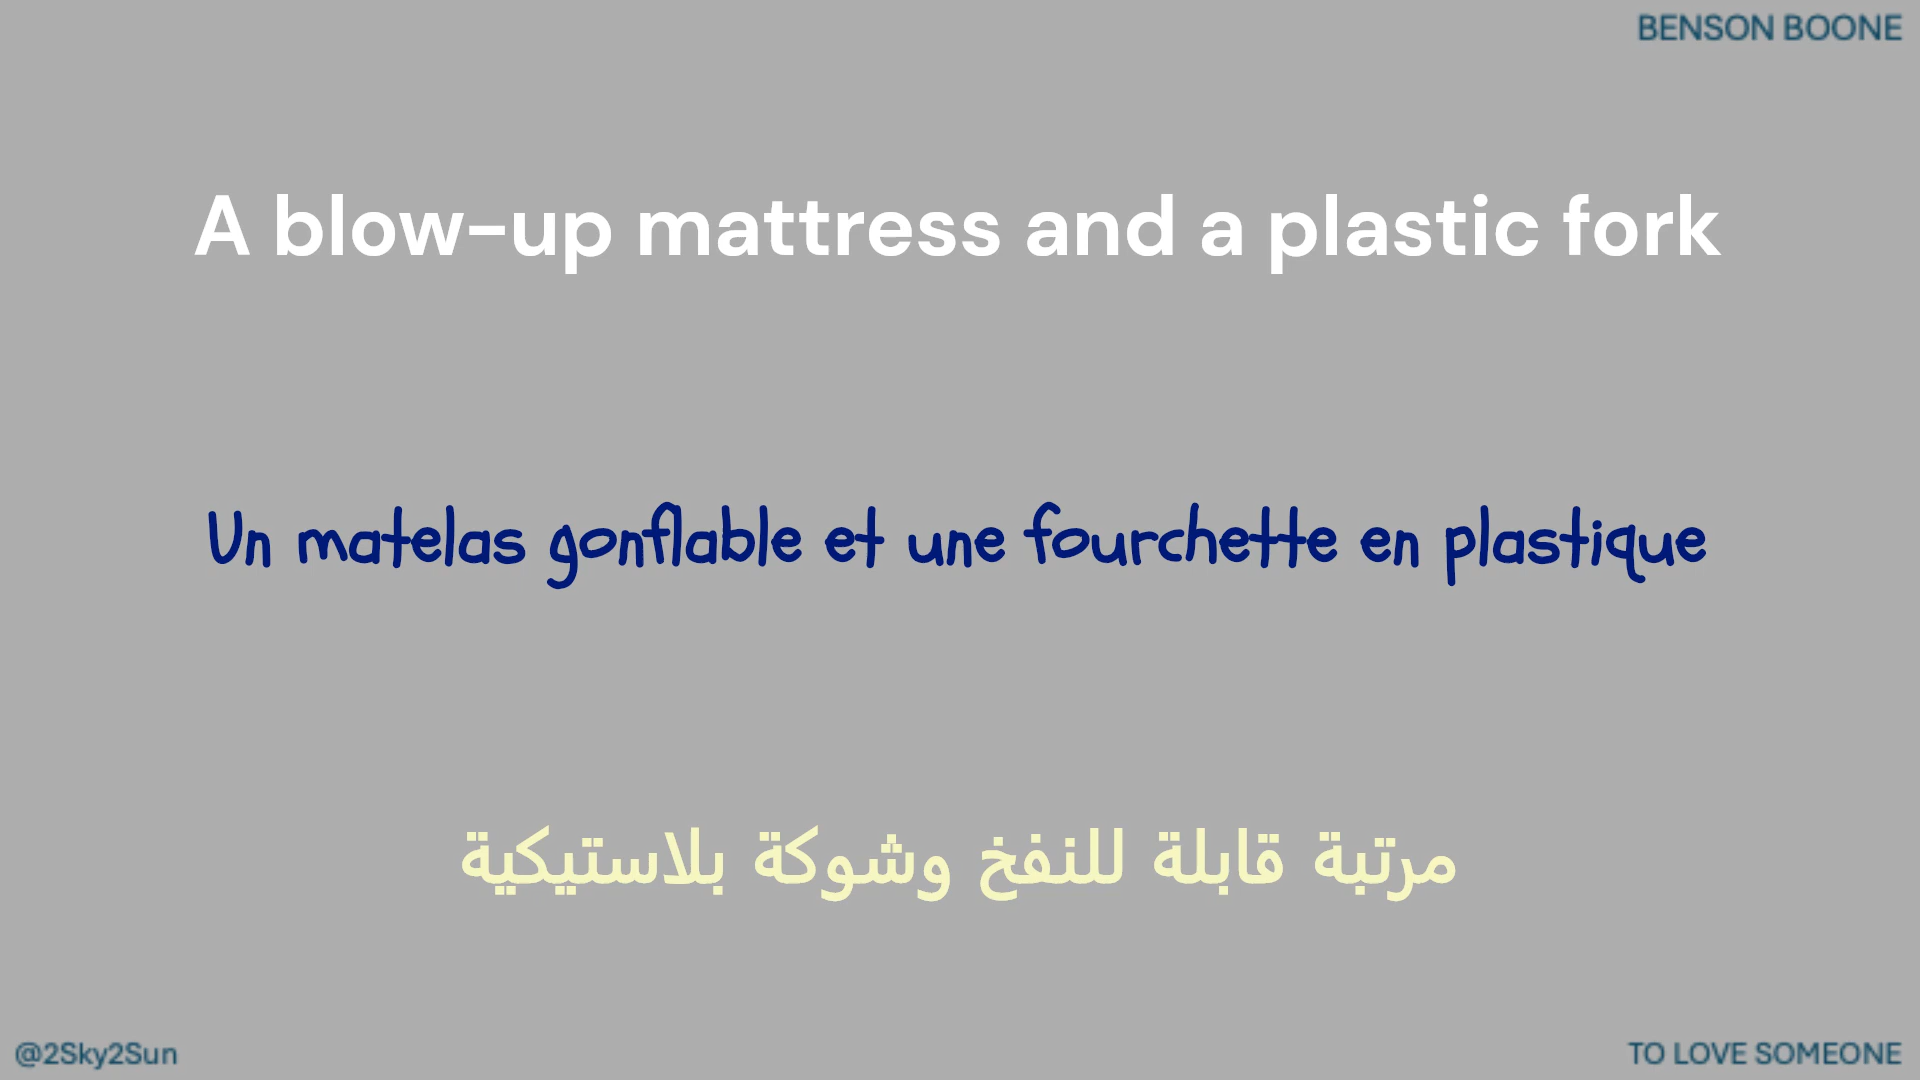 BENSON BOONE
A blow-up mattress and a plastic fork
Un matelas gonflable et une fourchette en plastique
مرتبة قابلة للنفخ وشوكة بلاستيكية
@2Sky2Sun
TO LOVE SOMEONE